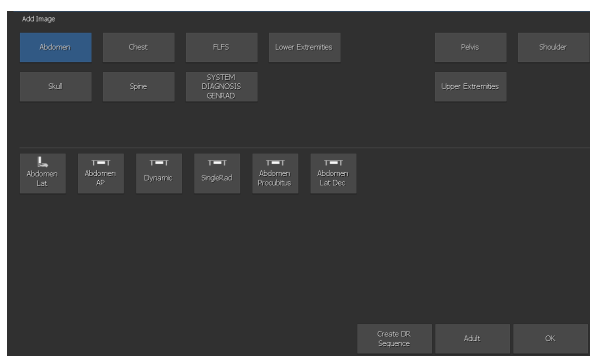 Add Image
Abdomen
Chest
FLFS
Lower Extremities
Pelvis
Shoulder
Skull
Spine
SYSTEM
DIAGNOSIS
GENRAD
Upper Extremities
Abdomen
Lat
Abdomen
AP
Dynamic
SingleRad
Abdomen
Procubitus
Abdomen
Lat Dec
Create DR
Sequence
Adult
OK